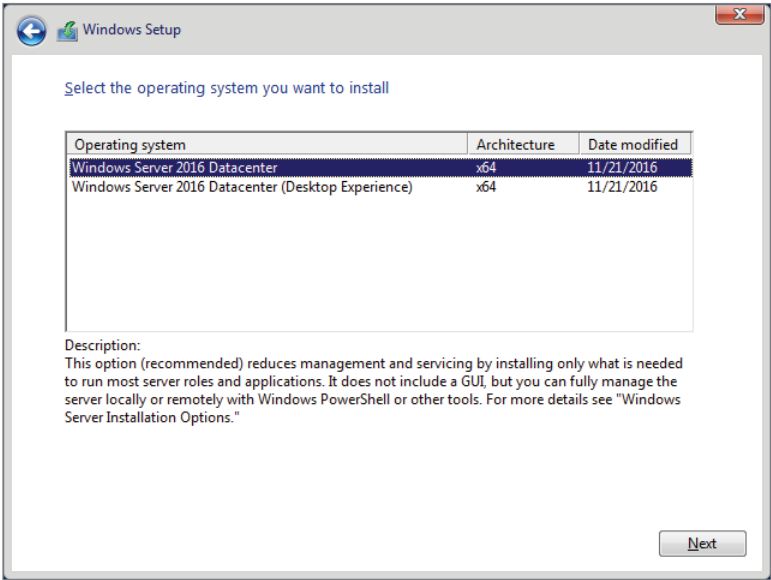 Windows Setup
Select the operating system you want to install
Operating system Architecture Date modified
Windows Server 2016 Datacenter x64 11/21/2016
Windows Server 2016 Datacenter (Desktop Experience) x64 11/21/2016
Description:
This option (recommended) reduces management and servicing by installing only what is needed
to run most server roles and applications. It does not include a GUI, but you can fully manage the
server locally or remotely with Windows PowerShell or other tools. For more details see "Windows
Server Installation Options."
Next